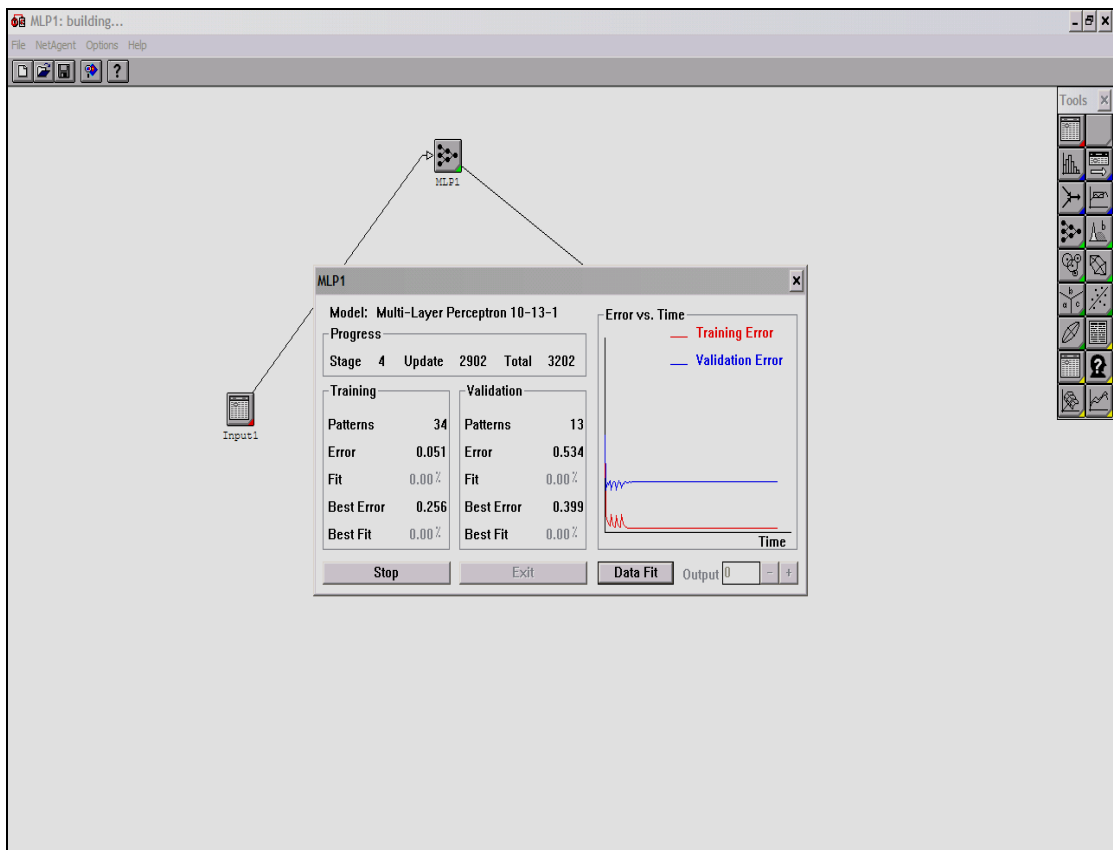 MLP1: building...
File NetAgent Options Help
Tools
MLP1
Input1
MLP1
Model: Multi-Layer Perceptron 10-13-1
Progress
Stage 4 Update 2902 Total 3202
Training
Patterns 34
Error 0.051
Fit 0.00%
Best Error 0.256
Best Fit 0.00%
Validation
Patterns 13
Error 0.534
Fit 0.00%
Best Error 0.399
Best Fit 0.00%
Error vs. Time
Training Error
Validation Error
Time
Stop
Exit
Data Fit
Output 0